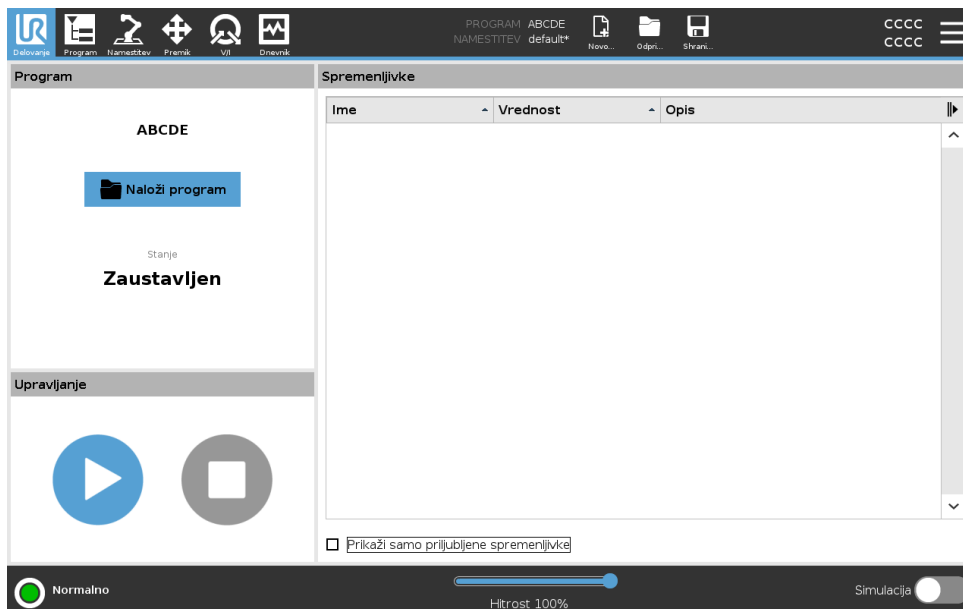 PROGRAM ABCDE
NAMESTITEV default*
CCCC
CCCC
Delovanje Program Namestitev Premik V/I Dnevnik Novo... Odpri... Shrani...
Program
ABCDE
Naloži program
Stanje
Zaustavljen
Upravljanje
Spremenljivke
Ime Vrednost Opis
Prikaži samo priljubljene spremenljivke
Normalno
Hitrost 100%
Simulacija